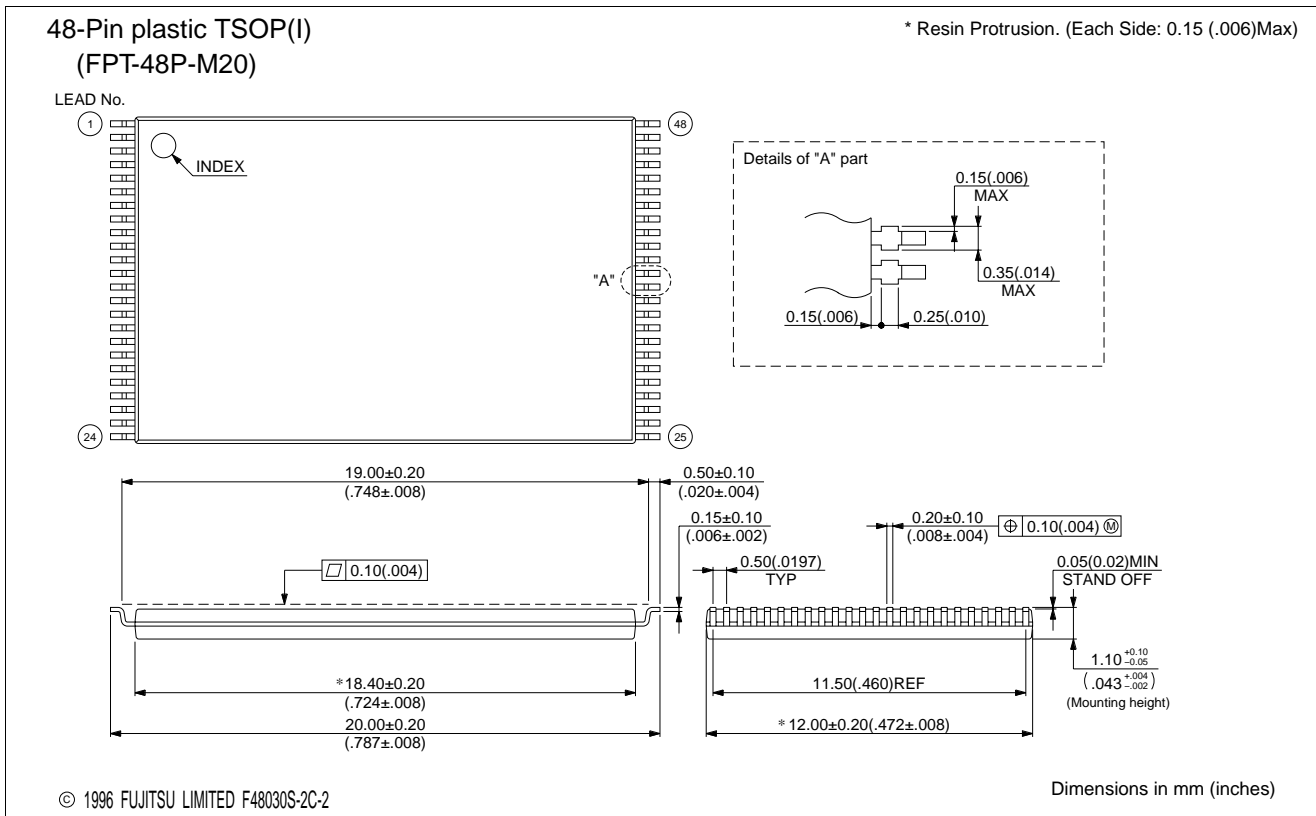 48-Pin plastic TSOP(I)
(FPT-48P-M20)
* Resin Protrusion. (Each Side: 0.15 (.006)Max)
LEAD No.
1
48
INDEX
"A"
24
25
Details of "A" part
0.15(.006)
MAX
0.35(.014)
MAX
0.15(.006)
0.25(.010)
19.00±0.20
(.748±.008)
0.50±0.10
(.020±.004)
0.15±0.10
(.006±.002)
0.10(.004)
*18.40±0.20
(.724±.008)
20.00±0.20
(.787±.008)
0.20±0.10
(.008±.004)
⌖ 0.10(.004) Ⓜ
0.50(.0197)
TYP
0.05(0.02)MIN
STAND OFF
1.10 +0.10 -0.05
(.043 +.004 -.002)
(Mounting height)
11.50(.460)REF
*12.00±0.20(.472±.008)
© 1996 FUJITSU LIMITED F48030S-2C-2
Dimensions in mm (inches)